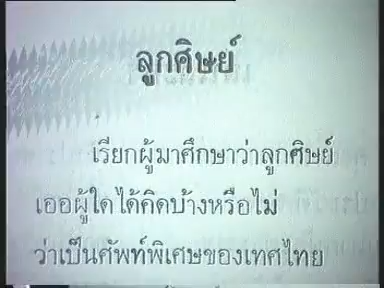 ลูกศิษย์
เรียกผู้มาศึกษาว่าลูกศิษย์
เออผู้ใดได้คิดบ้างหรือไม่
ว่าเป็นศัพท์พิเศษของเทศไทย